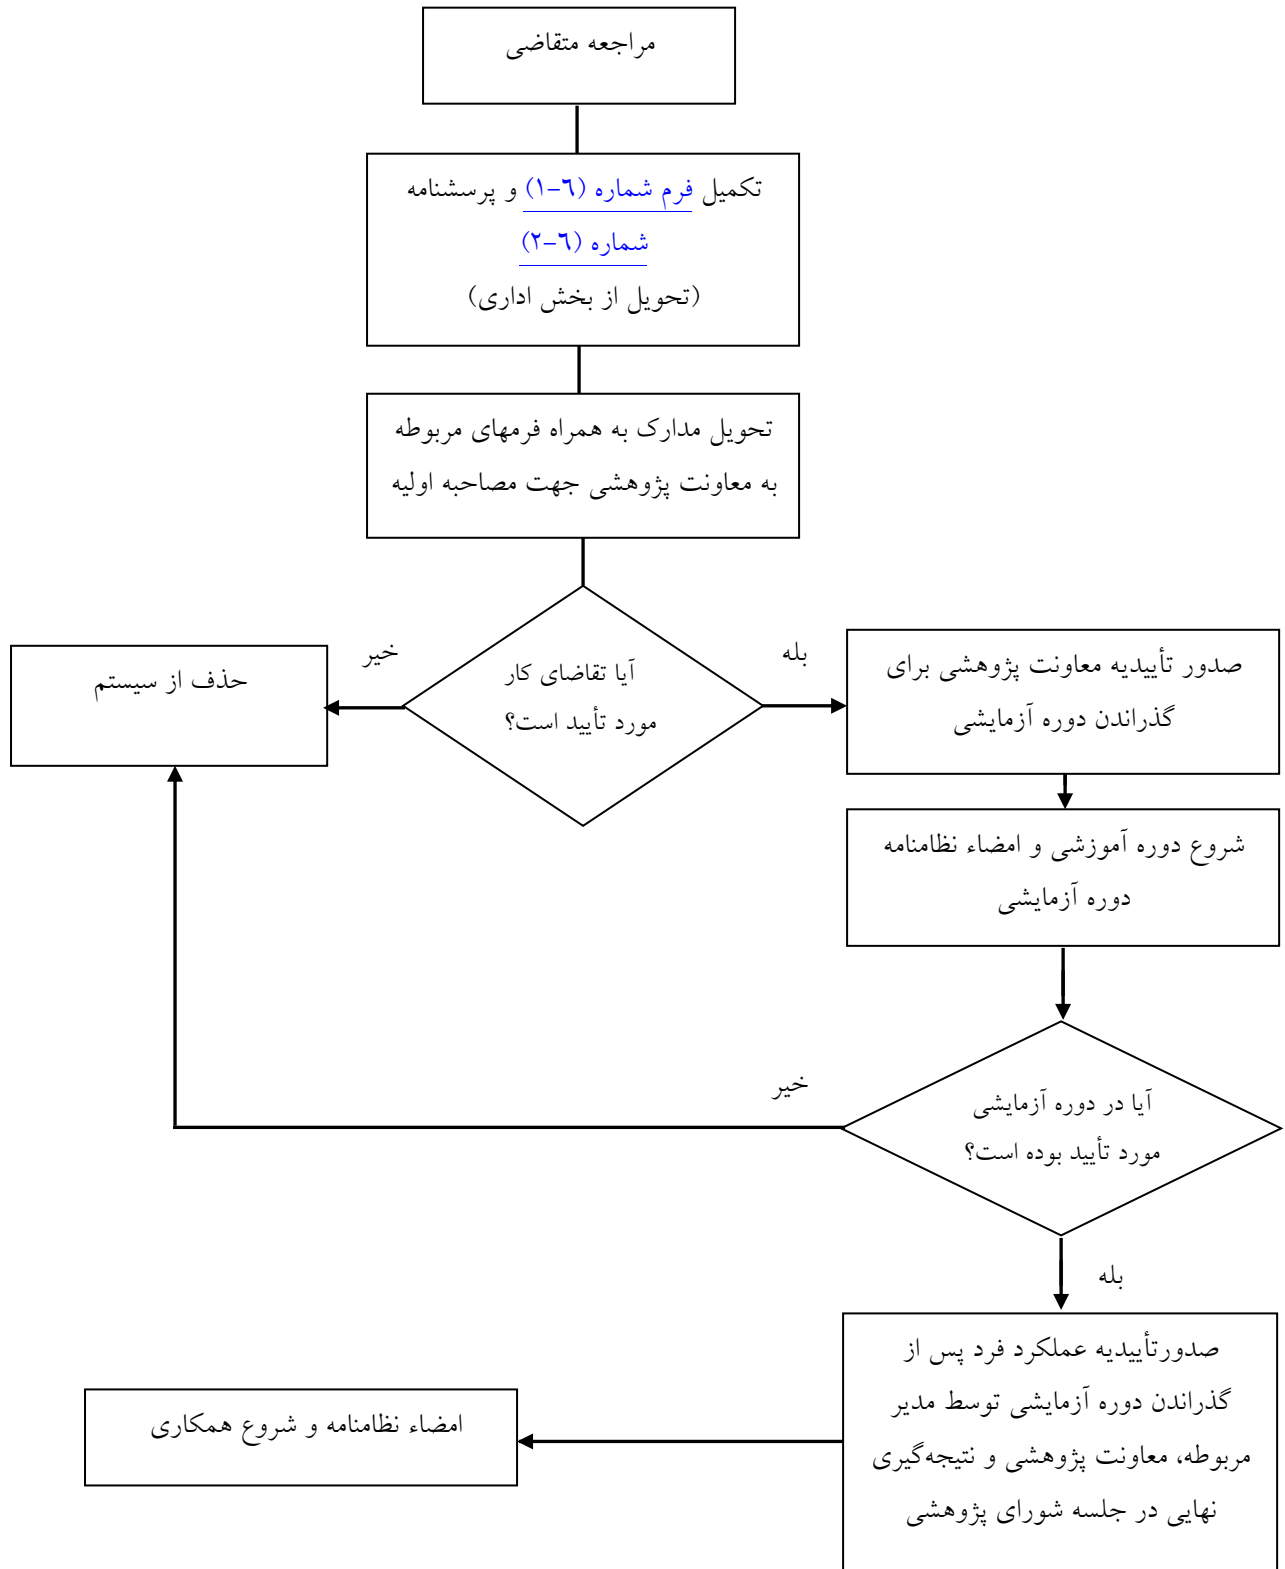 مراجعه متقاضی
تکمیل فرم شماره (٦-١) و پرسشنامه
شماره (٦-٢)
(تحویل از بخش اداری)
تحویل مدارک به همراه فرمهای مربوطه
به معاونت پژوهشی جهت مصاحبه اولیه
بله
خیر
صدور تأییدیه معاونت پژوهشی برای
گذراندن دوره آزمایشی
آیا تقاضای کار
مورد تأیید است؟
حذف از سیستم
شروع دوره آموزشی و امضاء نظامنامه
دوره آزمایشی
خیر
آیا در دوره آزمایشی
مورد تأیید بوده است؟
بله
صدورتأییدیه عملکرد فرد پس از
گذراندن دوره آزمایشی توسط مدیر
مربوطه، معاونت پژوهشی و نتیجه‌گیری
نهایی در جلسه شورای پژوهشی
امضاء نظامنامه و شروع همکاری